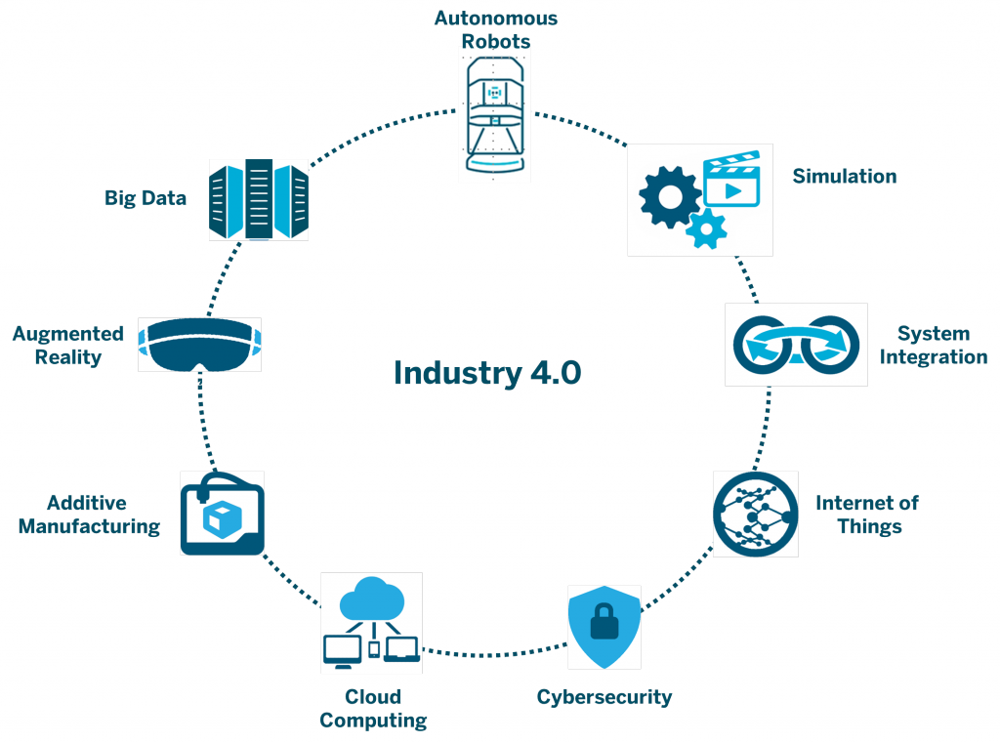 Autonomous
Robots
Simulation
Big Data
System
Integration
Augmented
Reality
Industry 4.0
Internet of
Things
Additive
Manufacturing
Cloud
Computing
Cybersecurity